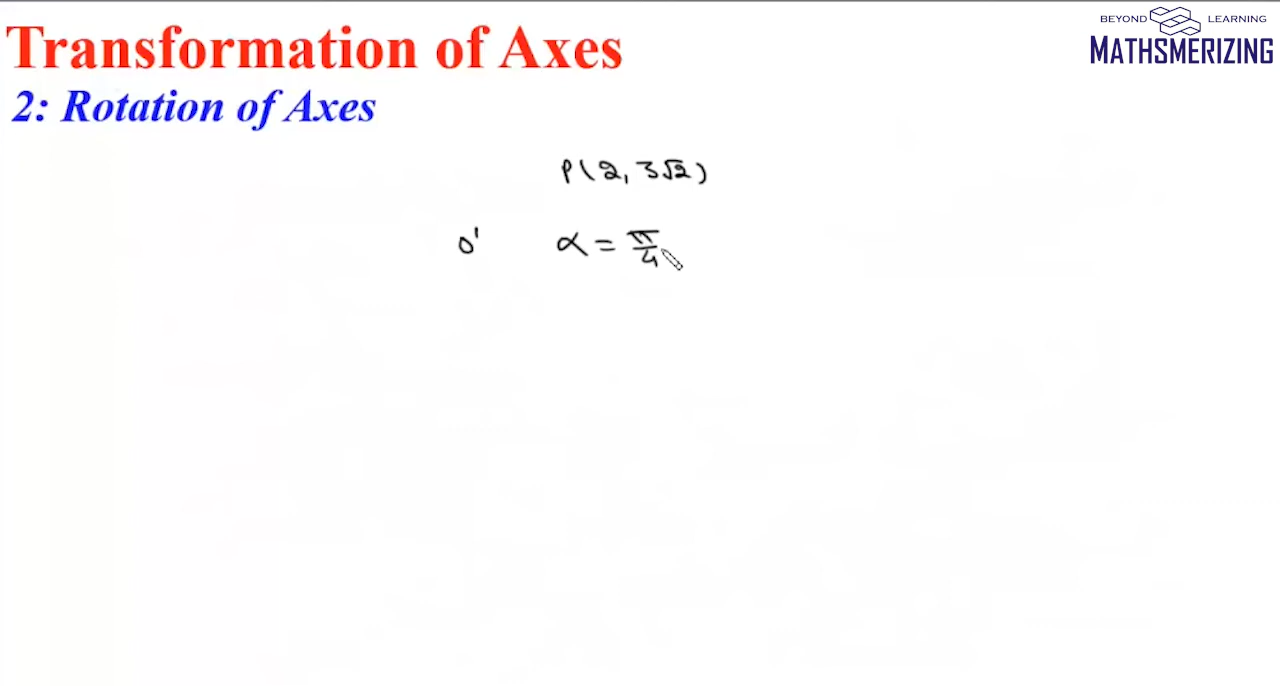 Transformation of Axes
BEYOND LEARNING
MATHSMERIZING
2: Rotation of Axes
P(2, 3√2)
O' α = π/4